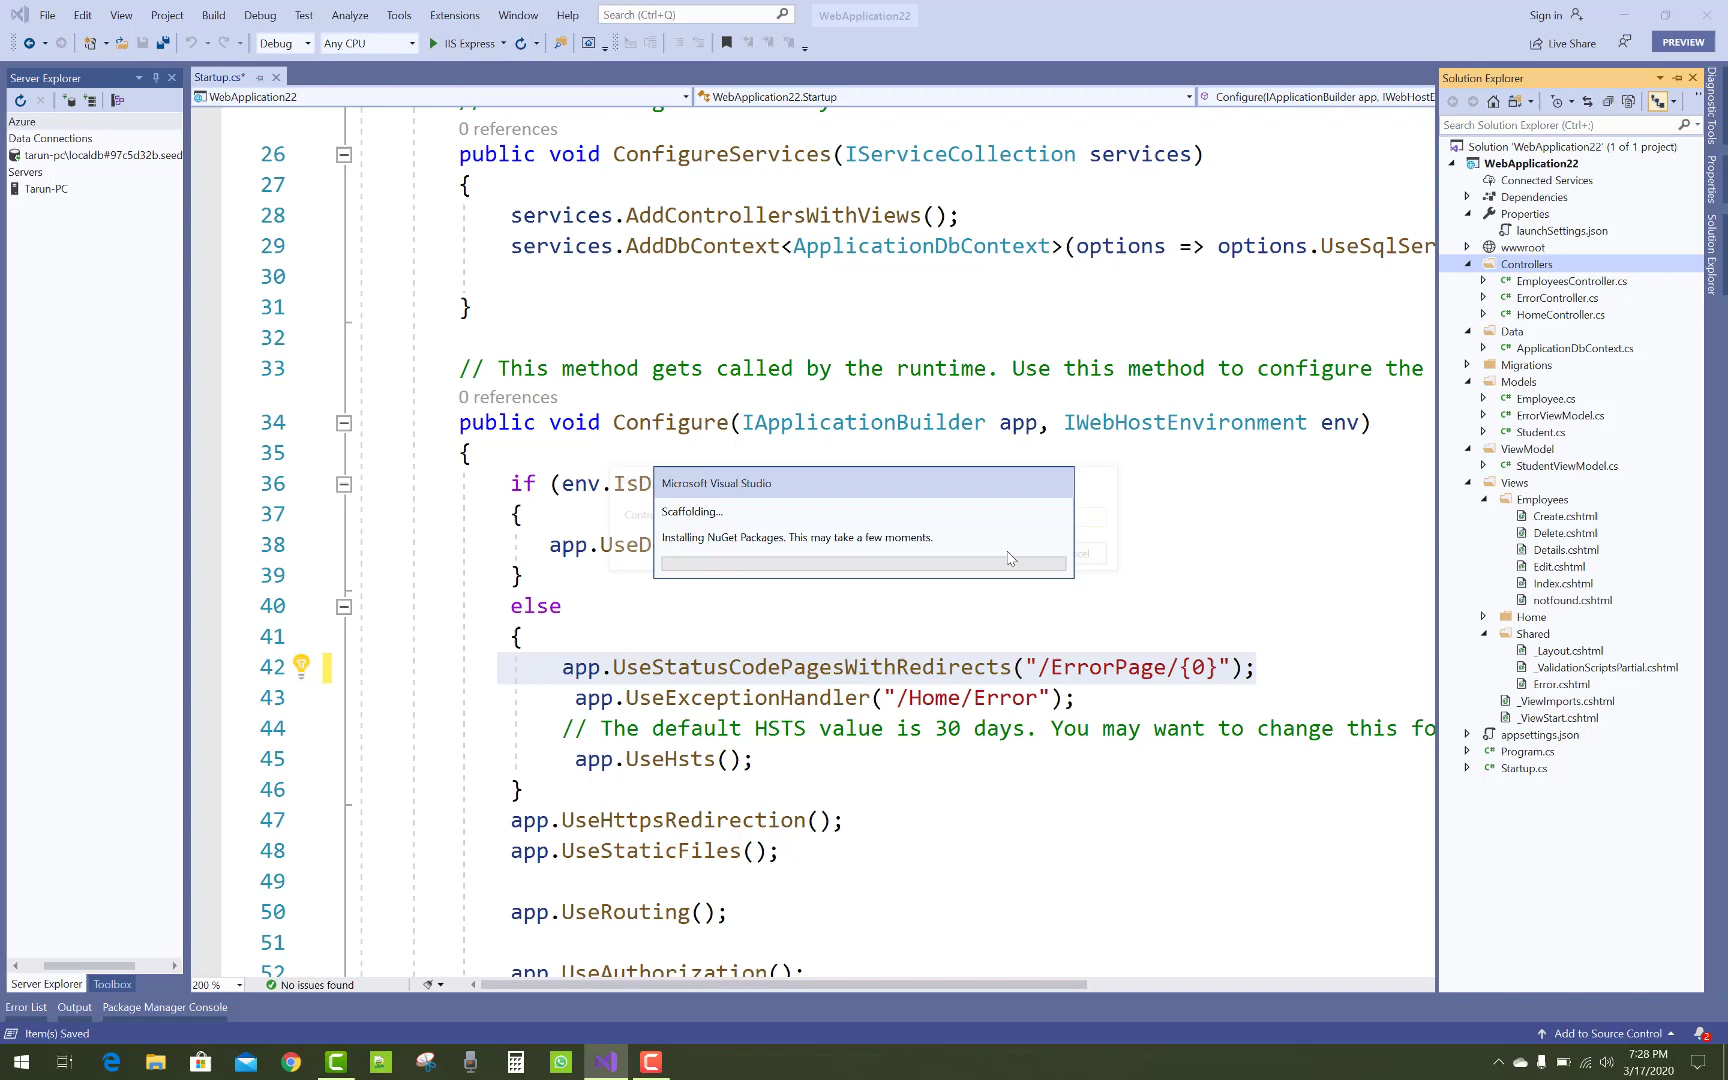 File Edit View Project Build Debug Test Analyze Tools Extensions Window Help Search (Ctrl+Q) WebApplication22 Sign in
Debug Any CPU IIS Express Live Share PREVIEW
Server Explorer
Azure
Data Connections
tarun-pc\localdb#97c5d32b.seed
Servers
Tarun-PC
Startup.cs*
WebApplication22 WebApplication22.Startup Configure(IApplicationBuilder app, IWebHostE
0 references
26 public void ConfigureServices(IServiceCollection services)
27 {
28 services.AddControllersWithViews();
29 services.AddDbContext<ApplicationDbContext>(options => options.UseSqlSer
30
31 }
32
33 // This method gets called by the runtime. Use this method to configure the
0 references
34 public void Configure(IApplicationBuilder app, IWebHostEnvironment env)
35 {
36 if (env.IsD
37 {
38 app.UseD
39 }
40 else
41 {
42 app.UseStatusCodePagesWithRedirects("/ErrorPage/{0}");
43 app.UseExceptionHandler("/Home/Error");
44 // The default HSTS value is 30 days. You may want to change this fo
45 app.UseHsts();
46 }
47 app.UseHttpsRedirection();
48 app.UseStaticFiles();
49
50 app.UseRouting();
51
52 app.UseAuthorization();
Microsoft Visual Studio
Scaffolding...
Installing NuGet Packages. This may take a few moments.
200 % No issues found
Solution Explorer
Search Solution Explorer (Ctrl+;)
Solution 'WebApplication22' (1 of 1 project)
WebApplication22
Connected Services
Dependencies
Properties
launchSettings.json
wwwroot
Controllers
EmployeesController.cs
ErrorController.cs
HomeController.cs
Data
ApplicationDbContext.cs
Migrations
Models
Employee.cs
ErrorViewModel.cs
Student.cs
ViewModel
StudentViewModel.cs
Views
Employees
Create.cshtml
Delete.cshtml
Details.cshtml
Edit.cshtml
Index.cshtml
notfound.cshtml
Home
Shared
_Layout.cshtml
_ValidationScriptsPartial.cshtml
Error.cshtml
_ViewImports.cshtml
_ViewStart.cshtml
appsettings.json
Program.cs
Startup.cs
Diagnostic Tools
Properties
Solution Explorer
Server Explorer Toolbox
Error List Output Package Manager Console
Item(s) Saved Add to Source Control 2
7:28 PM
3/17/2020